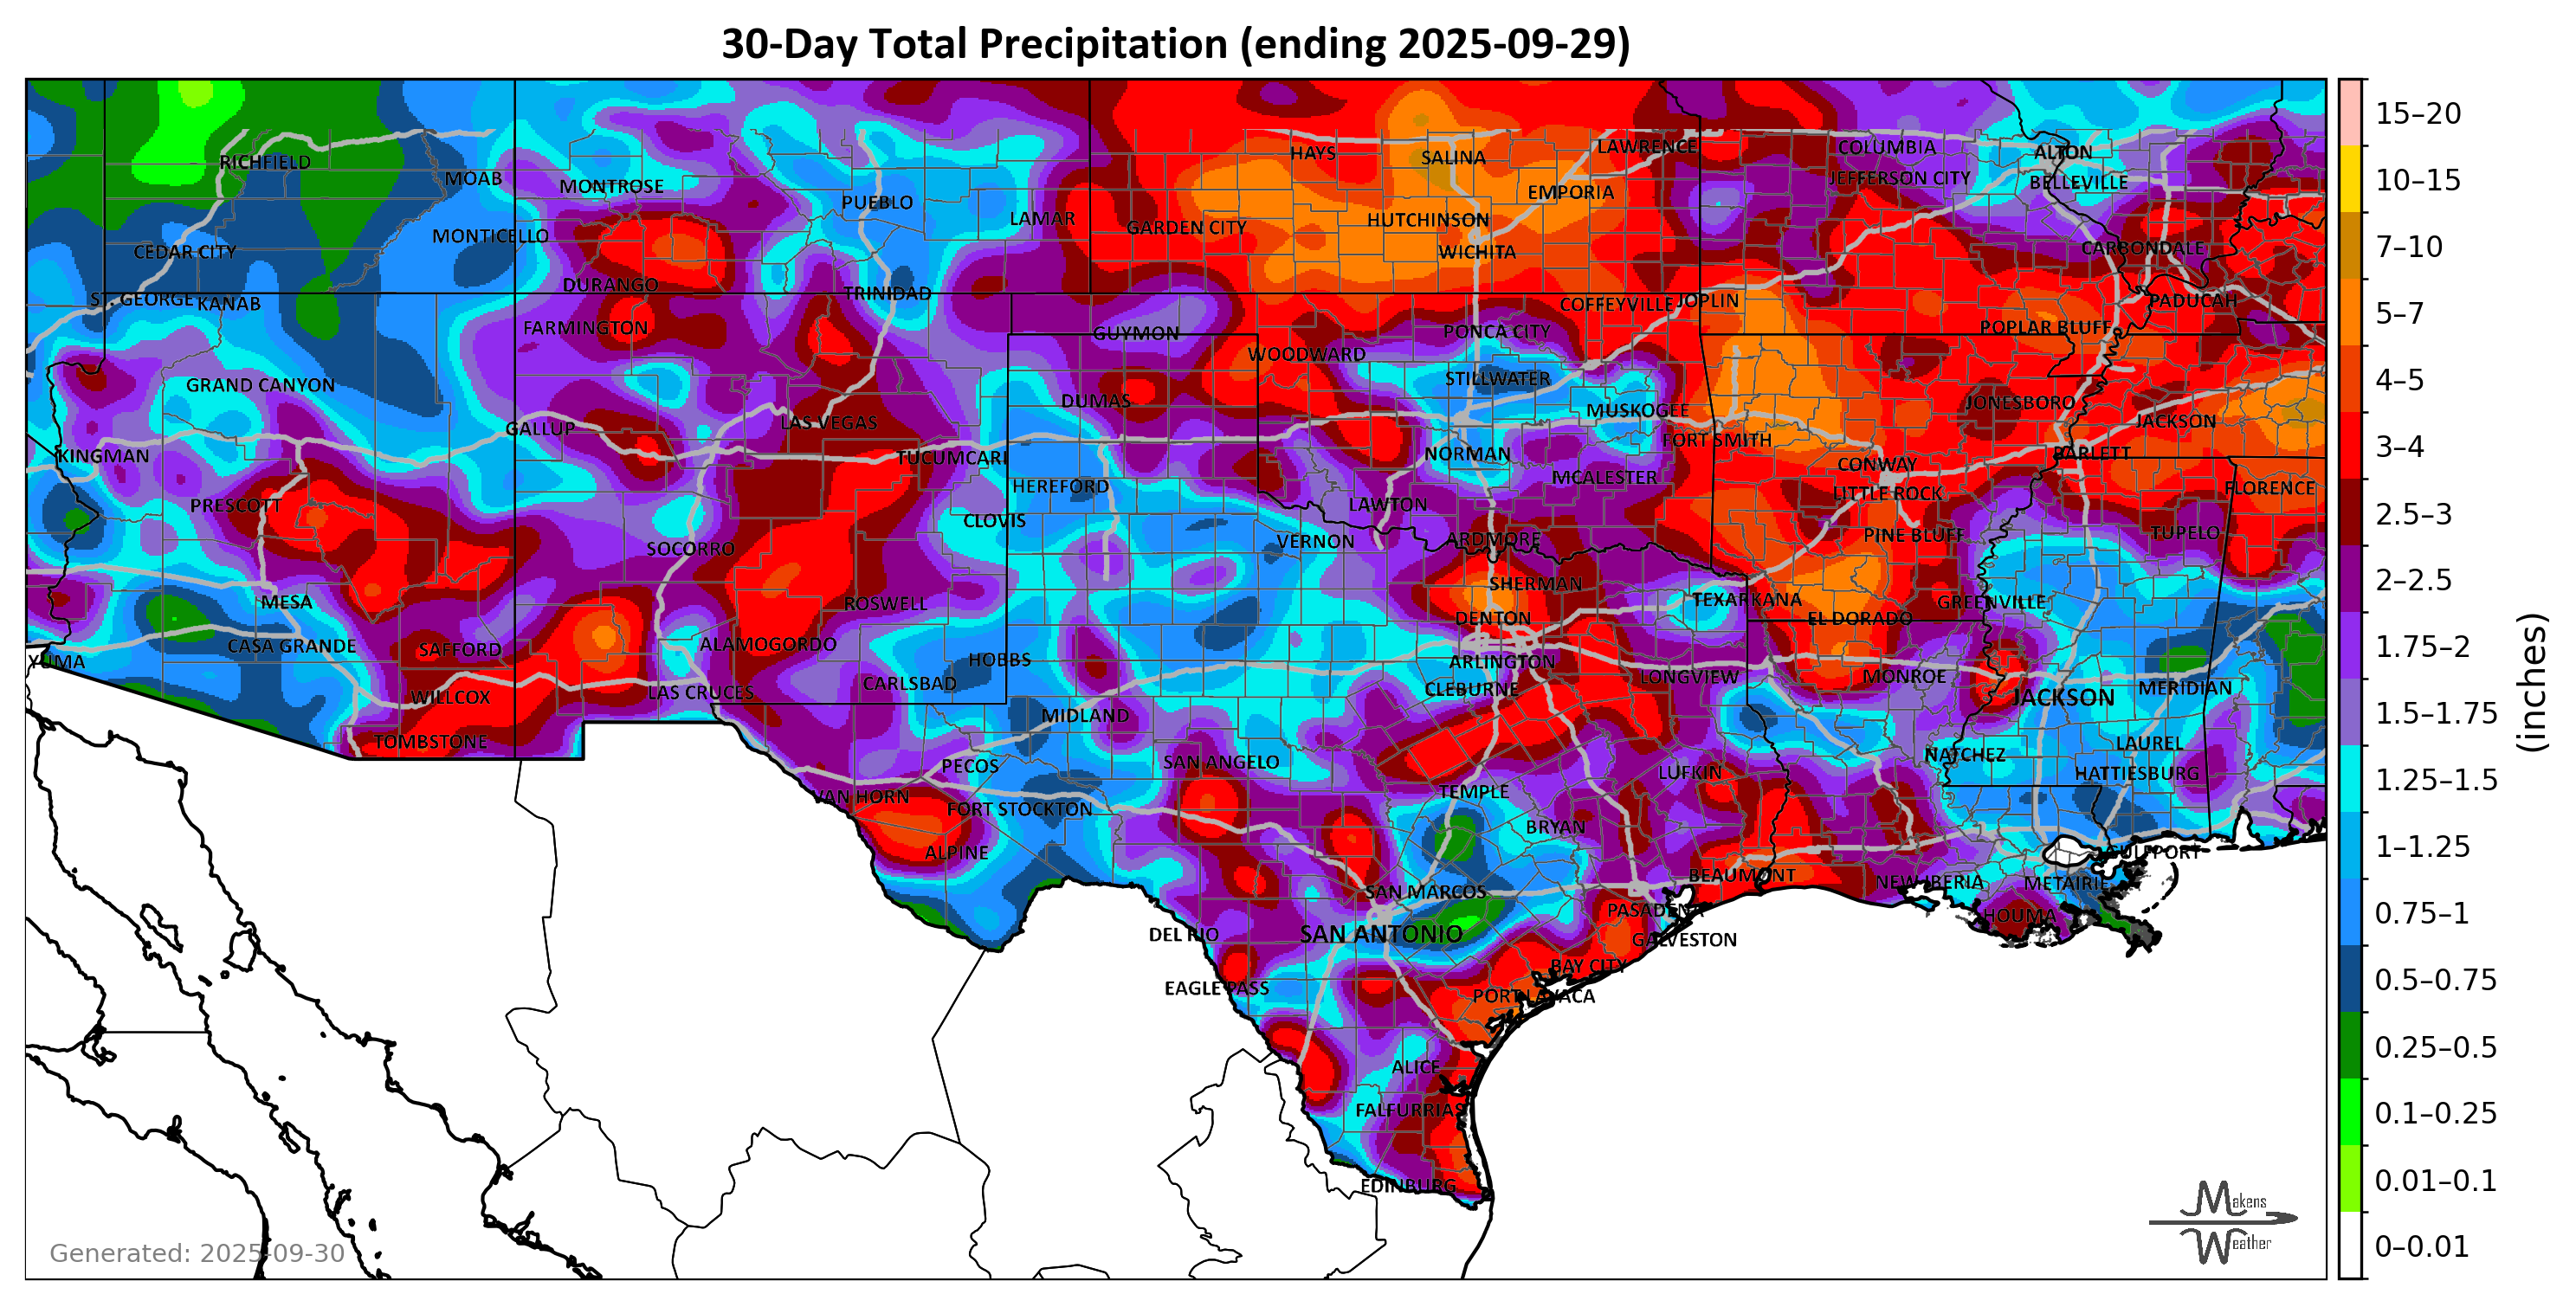 30-Day Total Precipitation (ending 2025-09-29)
RICHFIELD
MOAB
MONTROSE
PUEBLO
LAMAR
HAYS
SALINA
LAWRENCE
COLUMBIA
ALTON
JEFFERSON CITY
BELLEVILLE
EMPORIA
HUTCHINSON
GARDEN CITY
WICHITA
CEDAR CITY
MONTICELLO
CARBONDALE
DURANGO
TRINIDAD
ST. GEORGE
KANAB
COFFEYVILLE
JOPLIN
PADUCAH
FARMINGTON
GUYMON
PONCA CITY
POPLAR BLUFF
WOODWARD
STILLWATER
GRAND CANYON
DUMAS
MUSKOGEE
JONESBORO
JACKSON
GALLUP
LAS VEGAS
FORT SMITH
KINGMAN
TUCUMCARI
NORMAN
BARLETT
CONWAY
HEREFORD
MCALESTER
LITTLE ROCK
FLORENCE
PRESCOTT
LAWTON
CLOVIS
PINE BLUFF
TUPELO
SOCORRO
VERNON
ARDMORE
SHERMAN
MESA
ROSWELL
TEXARKANA
GREENVILLE
DENTON
EL DORADO
CASA GRANDE
SAFFORD
ALAMOGORDO
YUMA
HOBBS
ARLINGTON
LONGVIEW
MONROE
WILLCOX
LAS CRUCES
CARLSBAD
CLEBURNE
JACKSON
MERIDIAN
MIDLAND
TOMBSTONE
PECOS
SAN ANGELO
NATCHEZ
LAUREL
LUFKIN
HATTIESBURG
VAN HORN
FORT STOCKTON
TEMPLE
BRYAN
ALPINE
GULFPORT
SAN MARCOS
BEAUMONT
NEW IBERIA
METAIRIE
PASADENA
HOUMA
DEL RIO
SAN ANTONIO
GALVESTON
BAY CITY
EAGLE PASS
PORT LAVACA
ALICE
FALFURRIAS
EDINBURG
15–20
10–15
7–10
5–7
4–5
3–4
2.5–3
2–2.5
1.75–2
1.5–1.75
1.25–1.5
1–1.25
0.75–1
0.5–0.75
0.25–0.5
0.1–0.25
0.01–0.1
0–0.01
(inches)
Generated: 2025-09-30
Makens
Weather